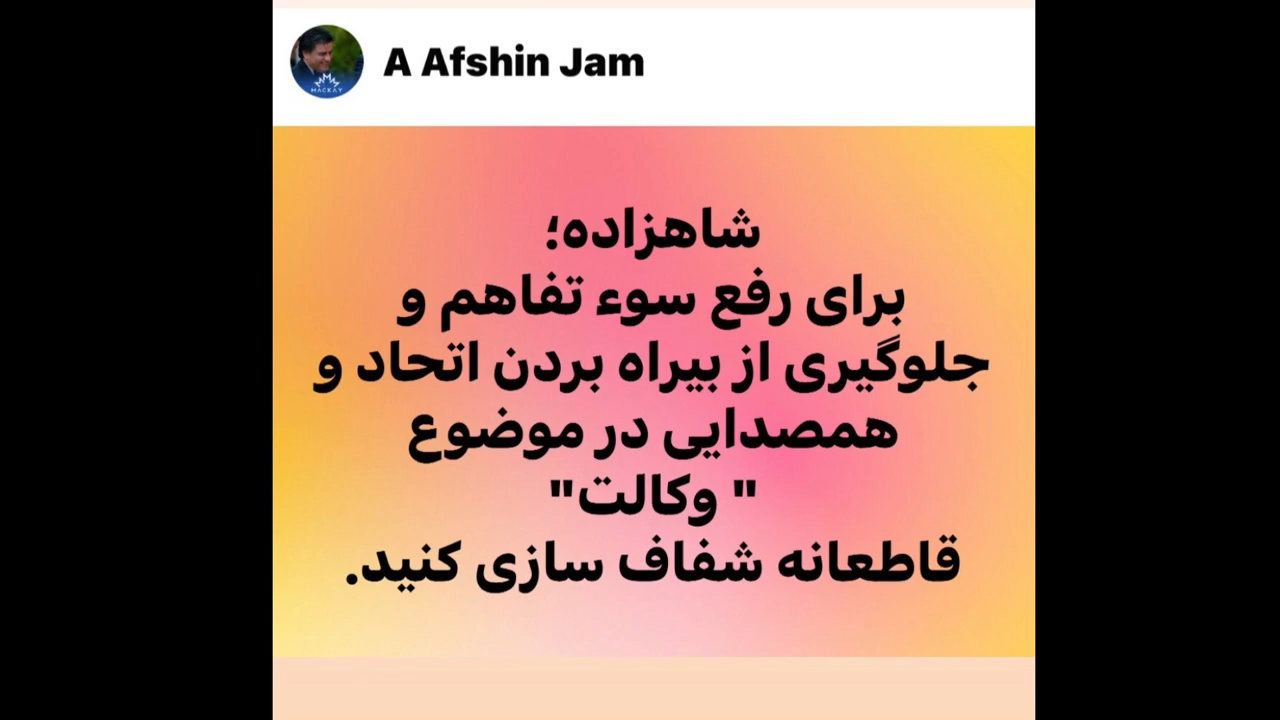 A Afshin Jam
MACKAY
شاهزاده؛
برای رفع سوء تفاهم و
جلوگیری از بیراه بردن اتحاد و
همصدایی در موضوع
" وکالت"
قاطعانه شفاف سازی کنید.